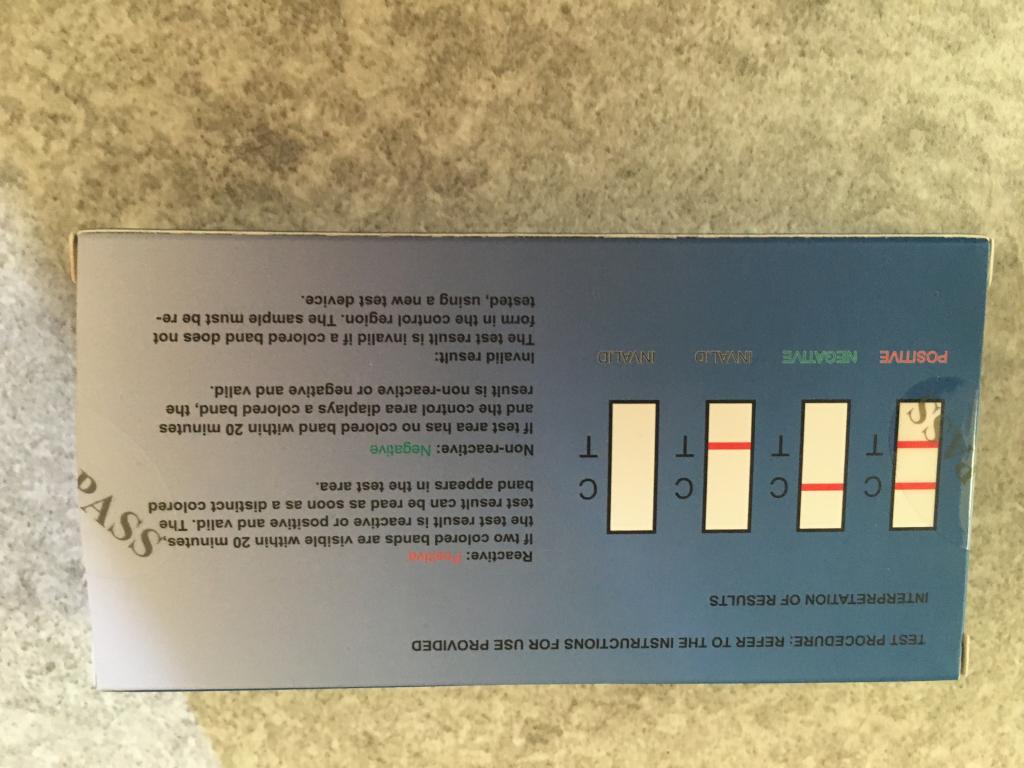 TEST PROCEDURE: REFER TO THE INSTRUCTIONS FOR USE PROVIDED
INTERPRETATION OF RESULTS
C C C C
T T T T
POSITIVE NEGATIVE INVALID INVALID
Reactive: Positive
If two colored bands are visible within 20 minutes,
the test result is reactive or positive and valid. The
test result can be read as soon as a distinct colored
band appears in the test area.
Non-reactive: Negative
If test area has no colored band within 20 minutes
and the control area displays a colored band, the
result is non-reactive or negative and valid.
Invalid result:
The test result is invalid if a colored band does not
form in the control region. The sample must be re-
tested, using a new test device.
PASS
PASS